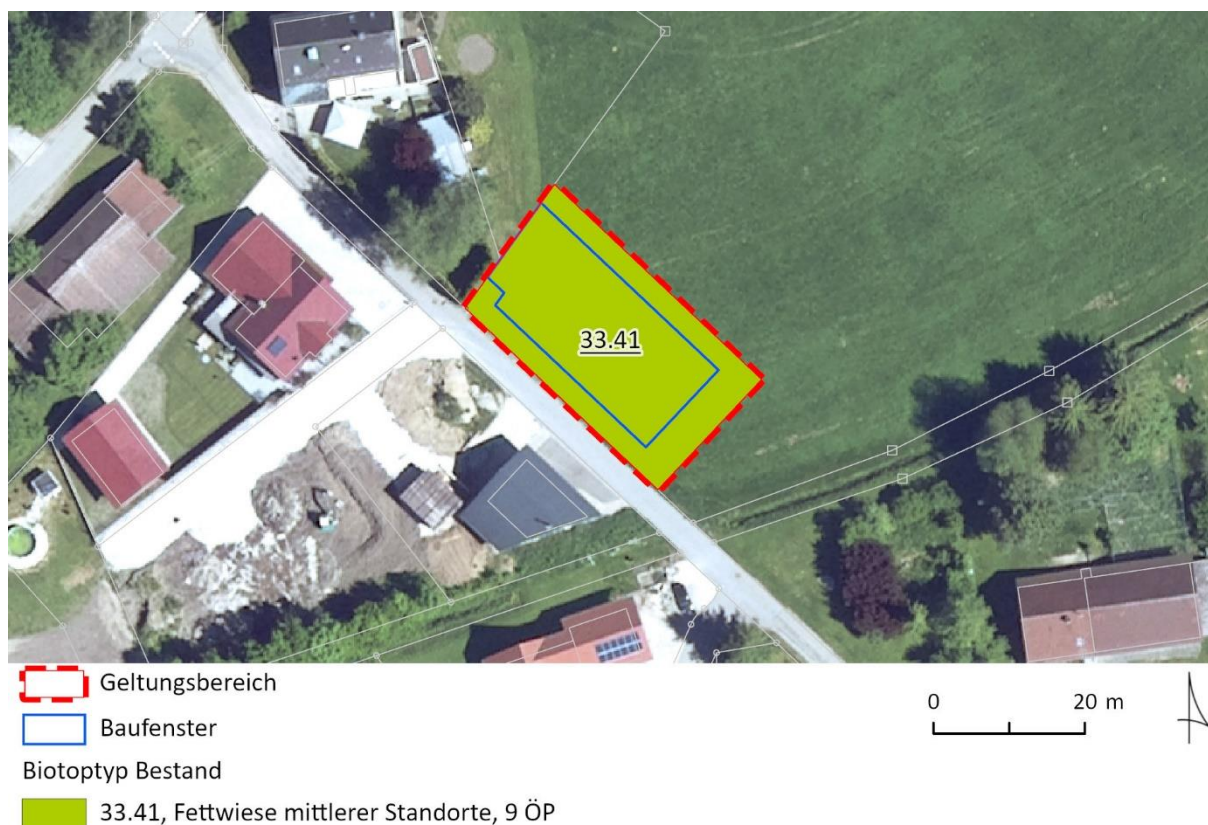 33.41
Geltungsbereich
0 20 m
Baufenster
Biotoptyp Bestand
33.41, Fettwiese mittlerer Standorte, 9 ÖP